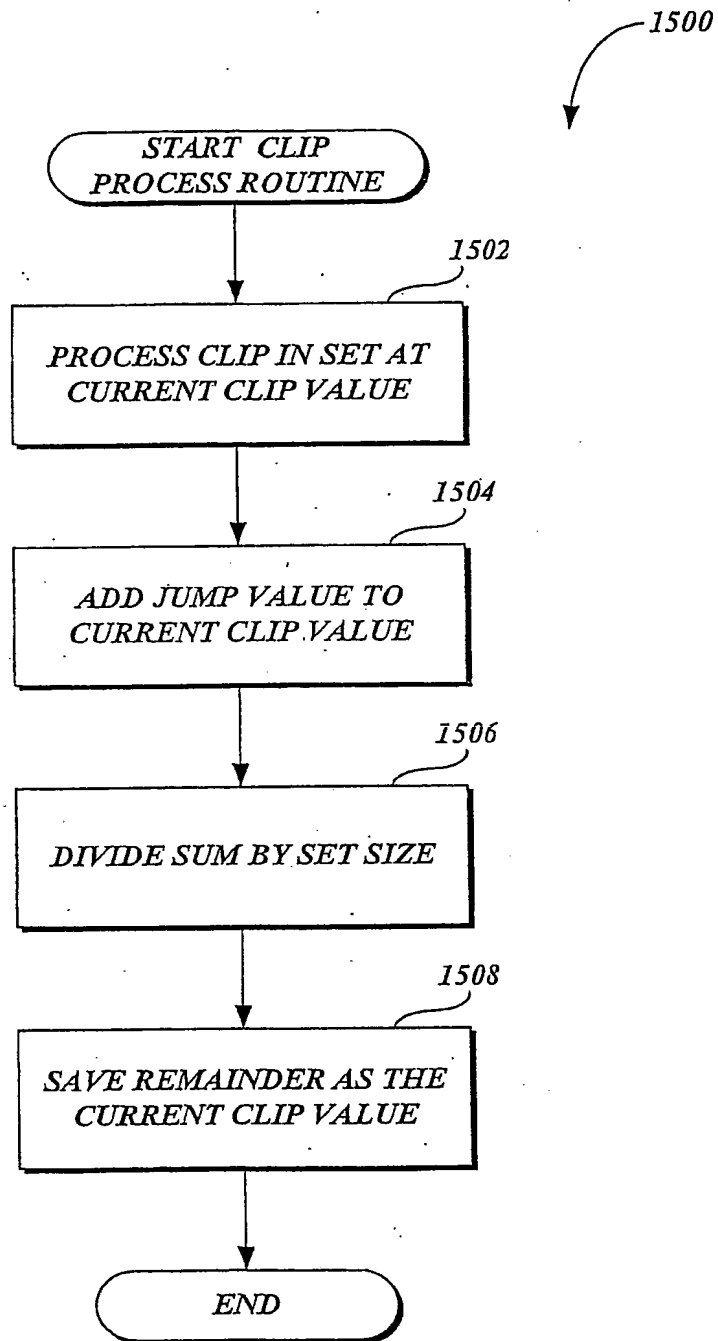 1500
START CLIP
PROCESS ROUTINE
1502
PROCESS CLIP IN SET AT
CURRENT CLIP VALUE
1504
ADD JUMP VALUE TO
CURRENT CLIP VALUE
1506
DIVIDE SUM BY SET SIZE
1508
SAVE REMAINDER AS THE
CURRENT CLIP VALUE
END